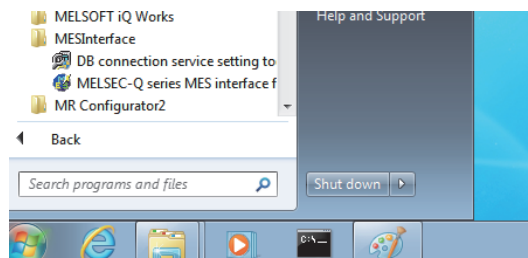 MELSOFT iQ Works
Help and Support
MESInterface
DB connection service setting to
MELSEC-Q series MES interface f
MR Configurator2
Back
Search programs and files
Shut down
C:\_